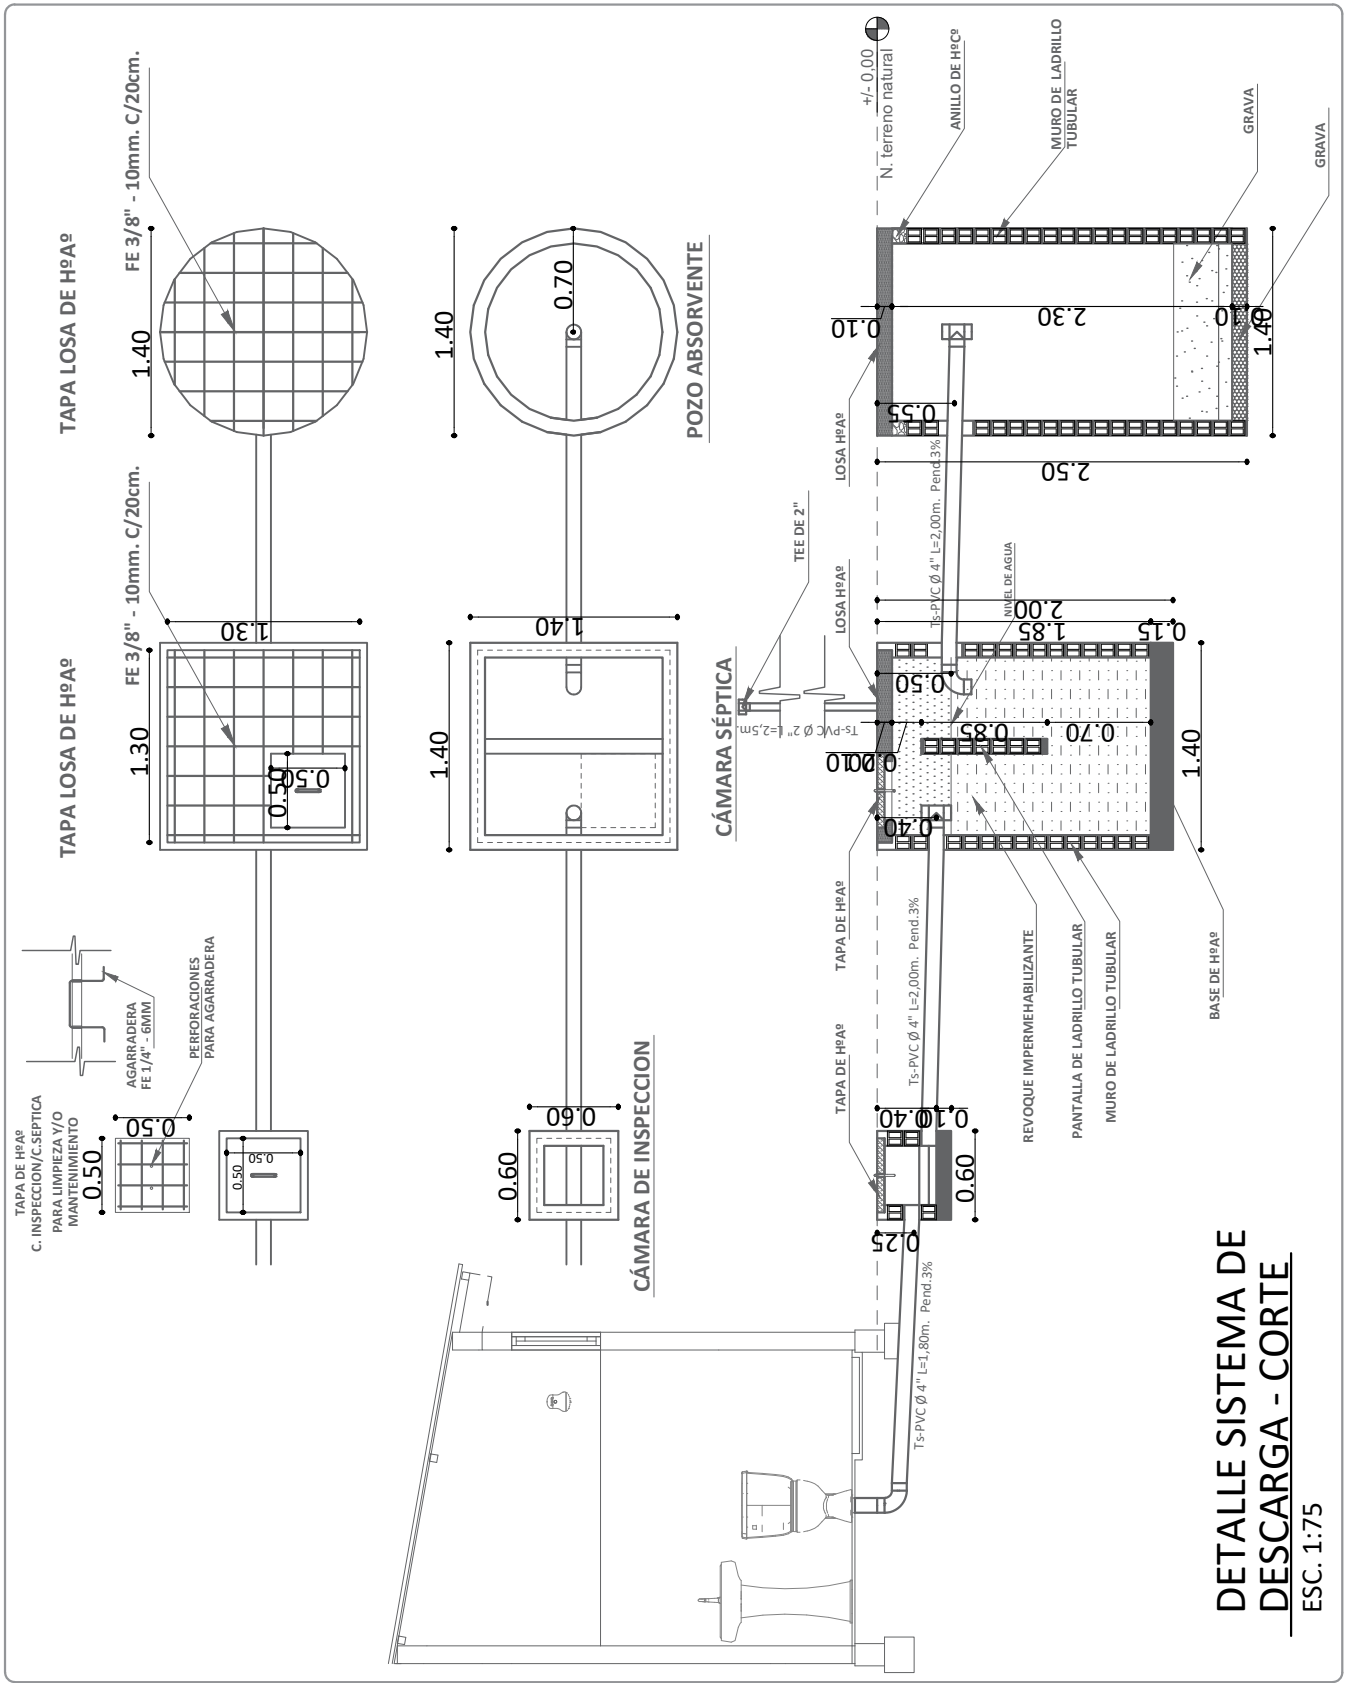 TAPA DE HºAº
C. INSPECCION/C.SEPTICA
PARA LIMPIEZA Y/O
MANTENIMIENTO
0.50
0.50
AGARRADERA
FE 1/4" - 6MM
PERFORACIONES
PARA AGARRADERA
0.50
0.50
TAPA LOSA DE HºAº
FE 3/8" - 10mm. C/20cm.
1.30
1.30
0.50
0.50
TAPA LOSA DE HºAº
FE 3/8" - 10mm. C/20cm.
1.40
0.60
0.60
CÁMARA DE INSPECCION
1.40
1.40
CÁMARA SÉPTICA
1.40
0.70
POZO ABSORVENTE
+/- 0,00
N. terreno natural
Ts-PVC Ø 4" L=1,80m. Pend.3%
0.25
TAPA DE HºAº
0.40
0.10
0.60
Ts-PVC Ø 4" L=2,00m. Pend.3%
TAPA DE HºAº
0.40
0.10
Ts-PVC Ø 2" L=2,5m.
TEE DE 2"
LOSA HºAº
0.50
0.85
0.70
NIVEL DE AGUA
2.00
1.85
0.15
1.40
REVOQUE IMPERMEHABILIZANTE
PANTALLA DE LADRILLO TUBULAR
MURO DE LADRILLO TUBULAR
BASE DE HºAº
Ts-PVC Ø 4" L=2,00m. Pend.3%
LOSA HºAº
0.10
0.55
2.30
0.10
2.50
1.40
ANILLO DE HºCº
MURO DE LADRILLO
TUBULAR
GRAVA
GRAVA
DETALLE SISTEMA DE
DESCARGA - CORTE
ESC. 1:75